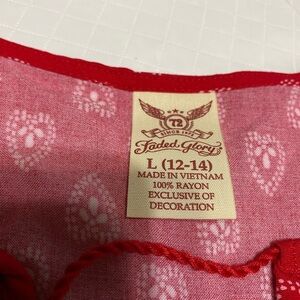 72
SINCE 1972
Faded Glory
L (12-14)
MADE IN VIETNAM
100% RAYON
EXCLUSIVE OF
DECORATION